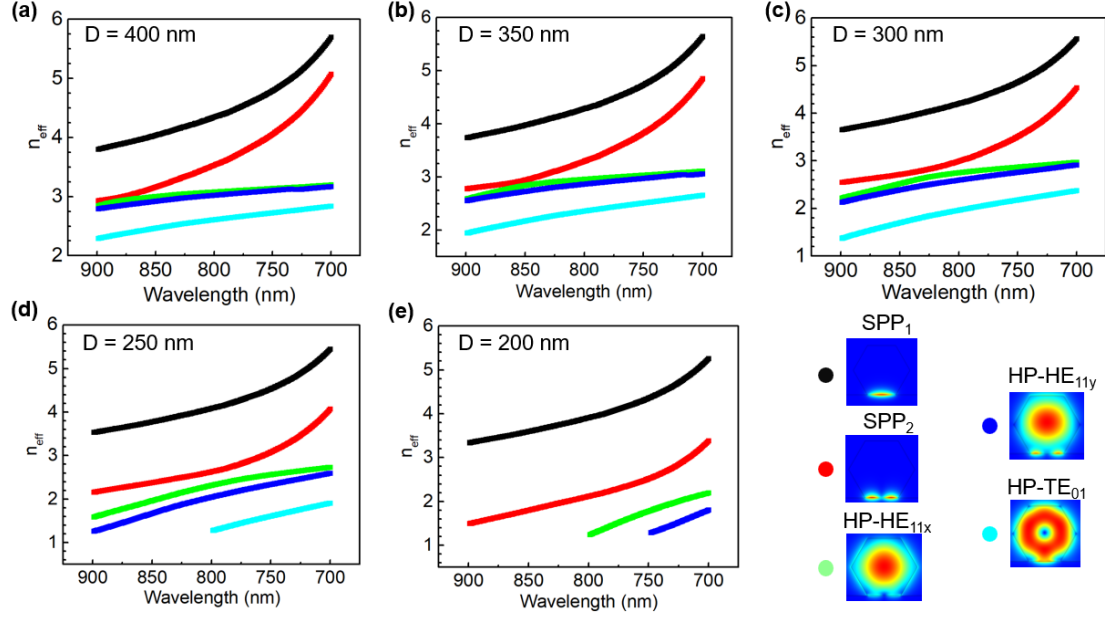 (a)
D = 400 nm
6
5
4
3
2
n_eff
900 850 800 750 700
Wavelength (nm)
(b)
D = 350 nm
6
5
4
3
2
n_eff
900 850 800 750 700
Wavelength (nm)
(c)
D = 300 nm
6
5
4
3
2
1
n_eff
900 850 800 750 700
Wavelength (nm)
(d)
D = 250 nm
6
5
4
3
2
1
n_eff
900 850 800 750 700
Wavelength (nm)
(e)
D = 200 nm
6
5
4
3
2
1
n_eff
900 850 800 750 700
Wavelength (nm)
SPP₁
SPP₂
HP-HE₁₁ₓ
HP-HE_11y
HP-TE₀₁